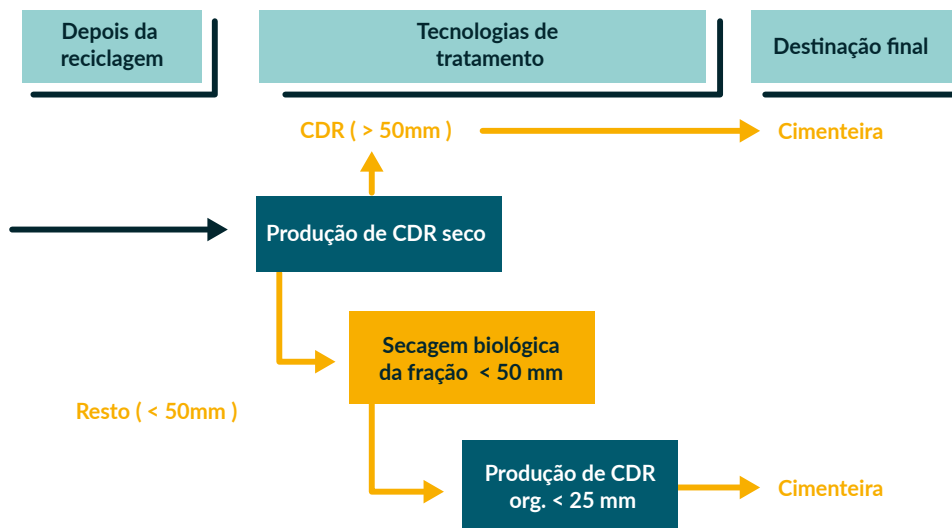 Depois da
reciclagem
Tecnologias de
tratamento
Destinação final
CDR ( > 50mm )
Cimenteira
Produção de CDR seco
Secagem biológica
da fração < 50 mm
Resto ( < 50mm )
Produção de CDR
org. < 25 mm
Cimenteira